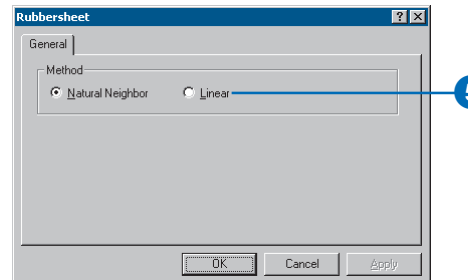 Rubbersheet
General
Method
Natural Neighbor
Linear
OK
Cancel
Apply